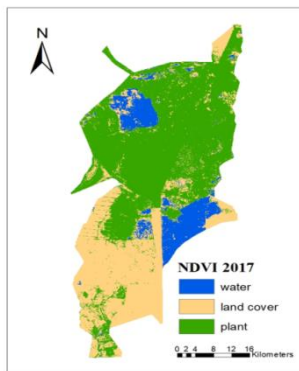 N
NDVI 2017
water
land cover
plant
0 2 4 8 12 16
Kilometers